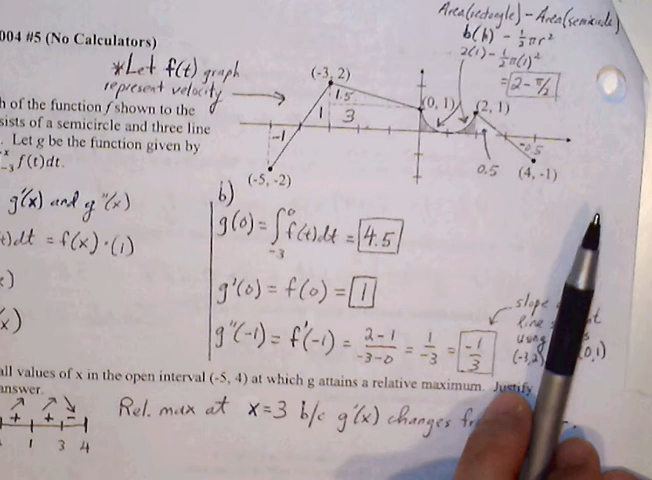 Area(rectangle) - Area(semicircle)
b(h) - ½πr²
2(1) - ½π(1)²
= 2 - π/2
004 #5 (No Calculators)
*Let f(t) graph
represent velocity
h of the function f shown to the
sists of a semicircle and three line
. Let g be the function given by
∫ˣ₋₃ f(t)dt.
(-3, 2)
1.5
1 3
-1
(0, 1)
(2, 1)
-0.5
0.5
(-5, -2)
(4, -1)
g'(x) and g"(x)
t)dt = f(x)·(1)
x)
b)
g(0) = ∫⁰₋₃ f(t)dt = 4.5
g'(0) = f(0) = 1
g"(-1) = f'(-1) = (2-1)/(-3-0) = 1/-3 = -1/3
slope
line
using
(-3,2)
0,1)
all values of x in the open interval (-5, 4) at which g attains a relative maximum. Justify
answer.
Rel. max at x=3 b/c g'(x) changes
+ + -
1 3 4